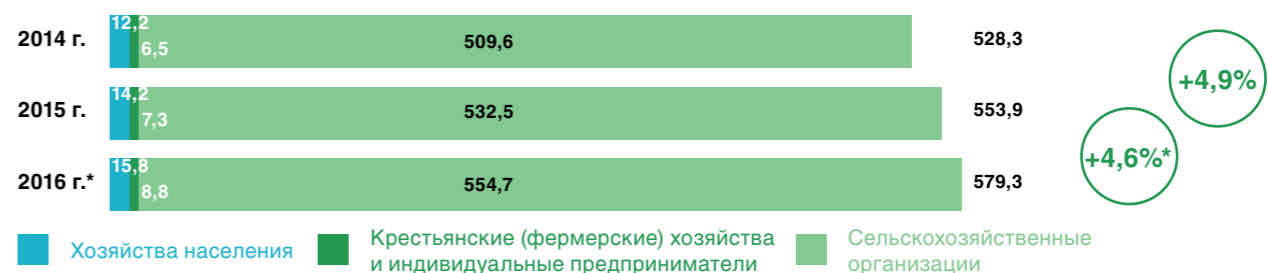 12,2
2014 г. 6,5 509,6 528,3
+4,9%
14,2
2015 г. 7,3 532,5 553,9
+4,6%*
15,8
2016 г.* 8,8 554,7 579,3
Хозяйства населения
Крестьянские (фермерские) хозяйства
и индивидуальные предприниматели
Сельскохозяйственные
организации